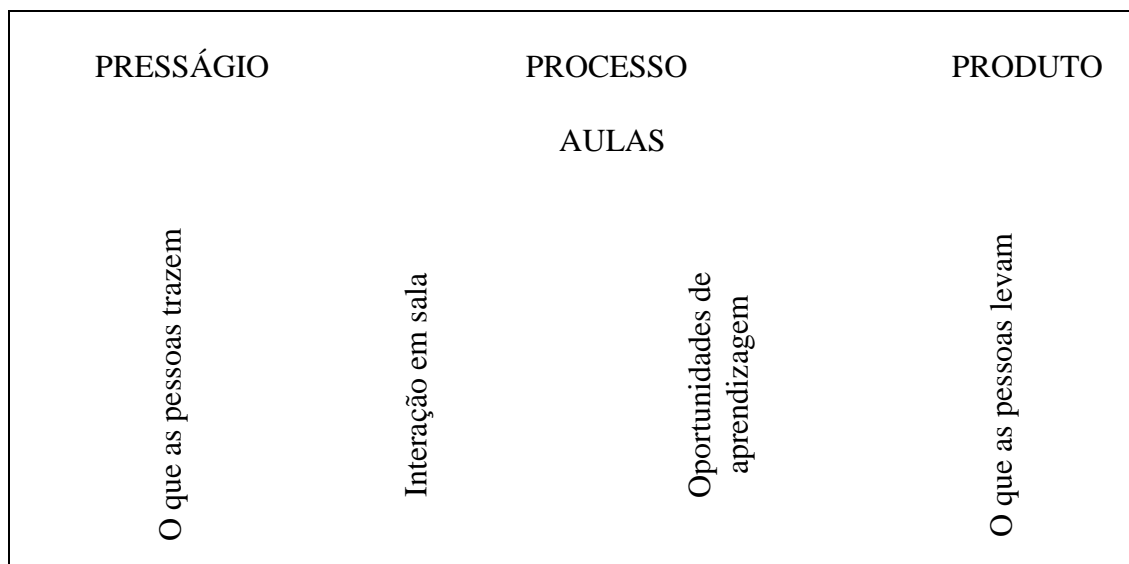 PRESSÁGIO PROCESSO PRODUTO
AULAS
O que as pessoas trazem
Interação em sala
Oportunidades de
aprendizagem
O que as pessoas levam